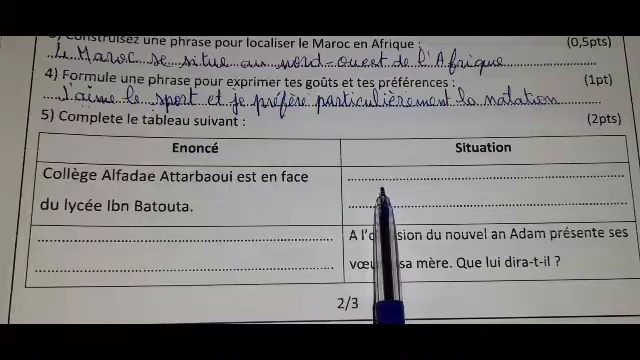 3) Construisez une phrase pour localiser le Maroc en Afrique : (0,5pts)
Le Maroc se situe au nord-ouest de l'Afrique
4) Formule une phrase pour exprimer tes goûts et tes préférences : (1pt)
J'aime le sport et je préfère particulièrement la natation
5) Complete le tableau suivant : (2pts)
Enoncé Situation
Collège Alfadae Attarbaoui est en face
du lycée Ibn Batouta.
A l'occasion du nouvel an Adam présente ses
vœux sa mère. Que lui dira-t-il ?
2/3